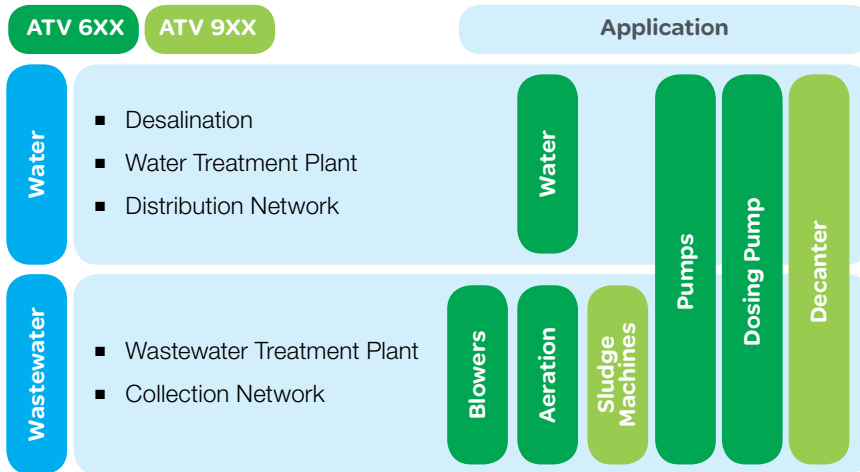 ATV 6XX
ATV 9XX
Application
Water
▪ Desalination
▪ Water Treatment Plant
▪ Distribution Network
Water
Pumps
Dosing Pump
Decanter
Wastewater
▪ Wastewater Treatment Plant
▪ Collection Network
Blowers
Aeration
Sludge
Machines